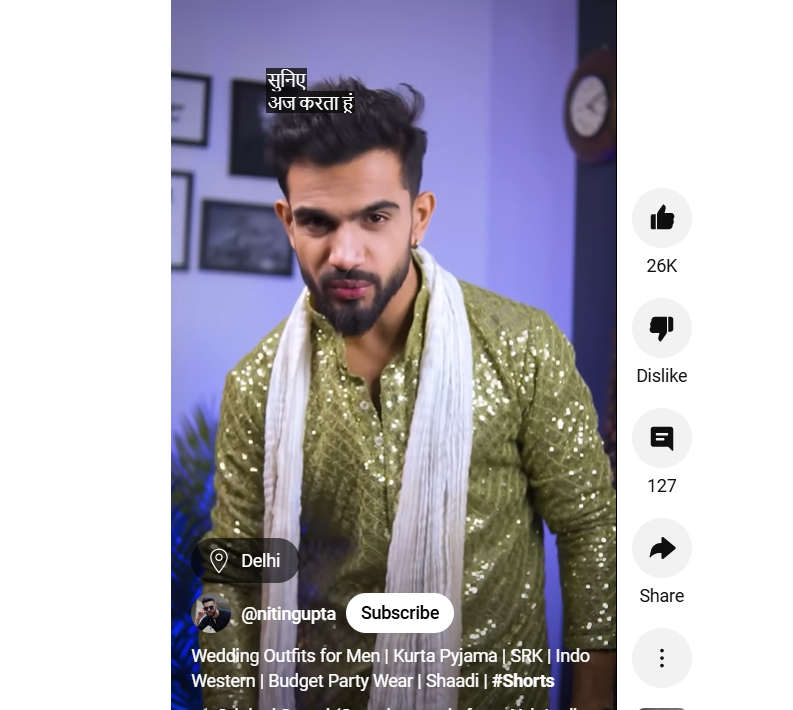 सुनिए
अज करता हूं
26K
Dislike
127
Share
Delhi
@nitingupta
Subscribe
Wedding Outfits for Men | Kurta Pyjama | SRK | Indo
Western | Budget Party Wear | Shaadi | #Shorts